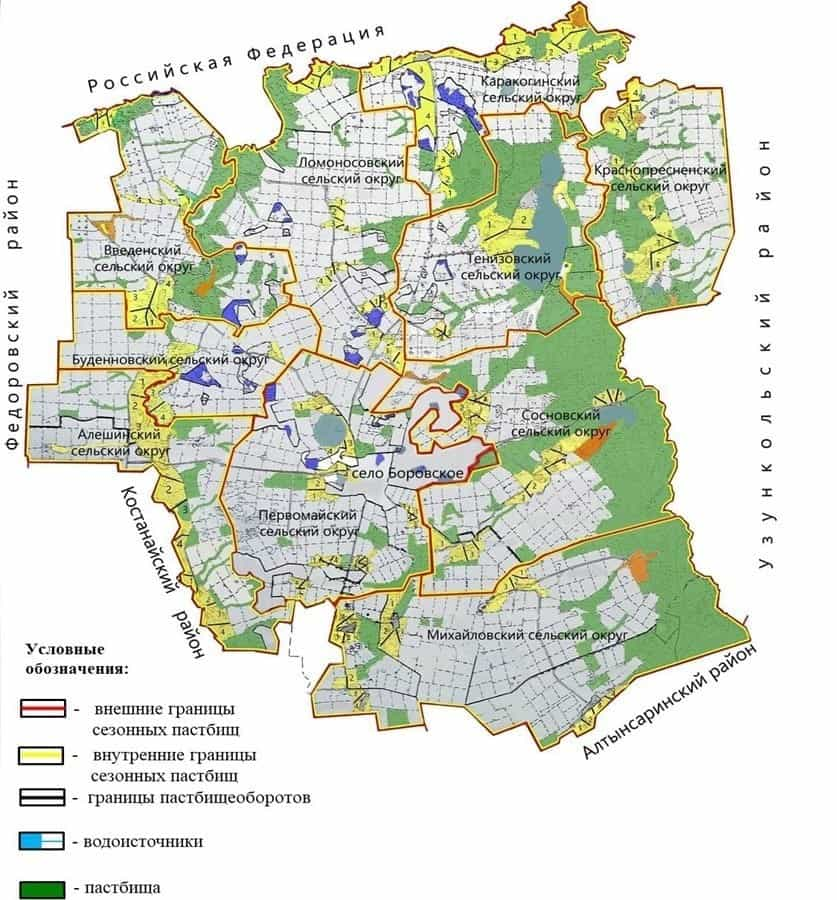 Российская Федерация
Каракогинский
сельский округ
Ломоносовский
сельский округ
Краснопресненский
сельский округ
Введенский
сельский округ
Тенизовский
сельский округ
Федоровский район
Узункольский район
Буденновский сельский округ
Алешинский
сельский округ
Сосновский
сельский округ
село Боровское
Первомайский
сельский округ
Костанайский район
Михайловский сельский округ
Алтынсаринский район
Условные
обозначения:
- внешние границы
сезонных пастбищ
- внутренние границы
сезонных пастбищ
- границы пастбищеоборотов
- водоисточники
- пастбища